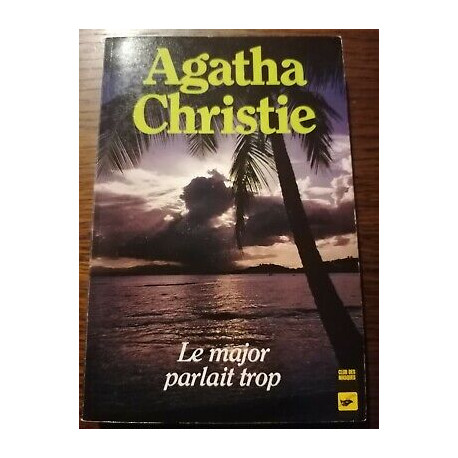 Agatha
Christie
Le major
parlait trop
CLUB DES
MASQUES